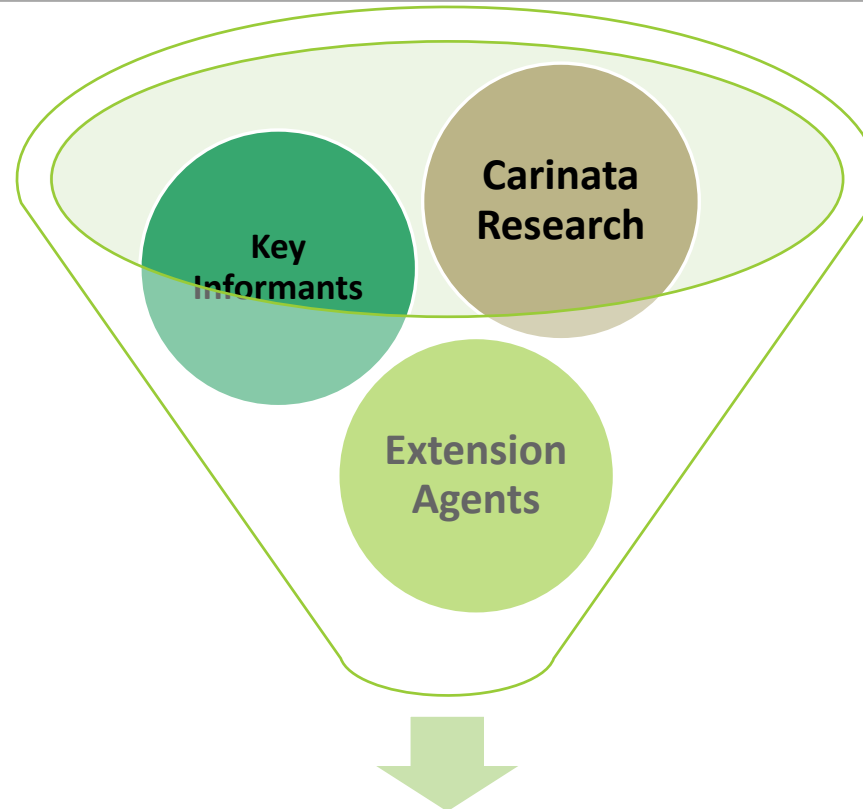 Carinata
Research
Key
Informants
Extension
Agents